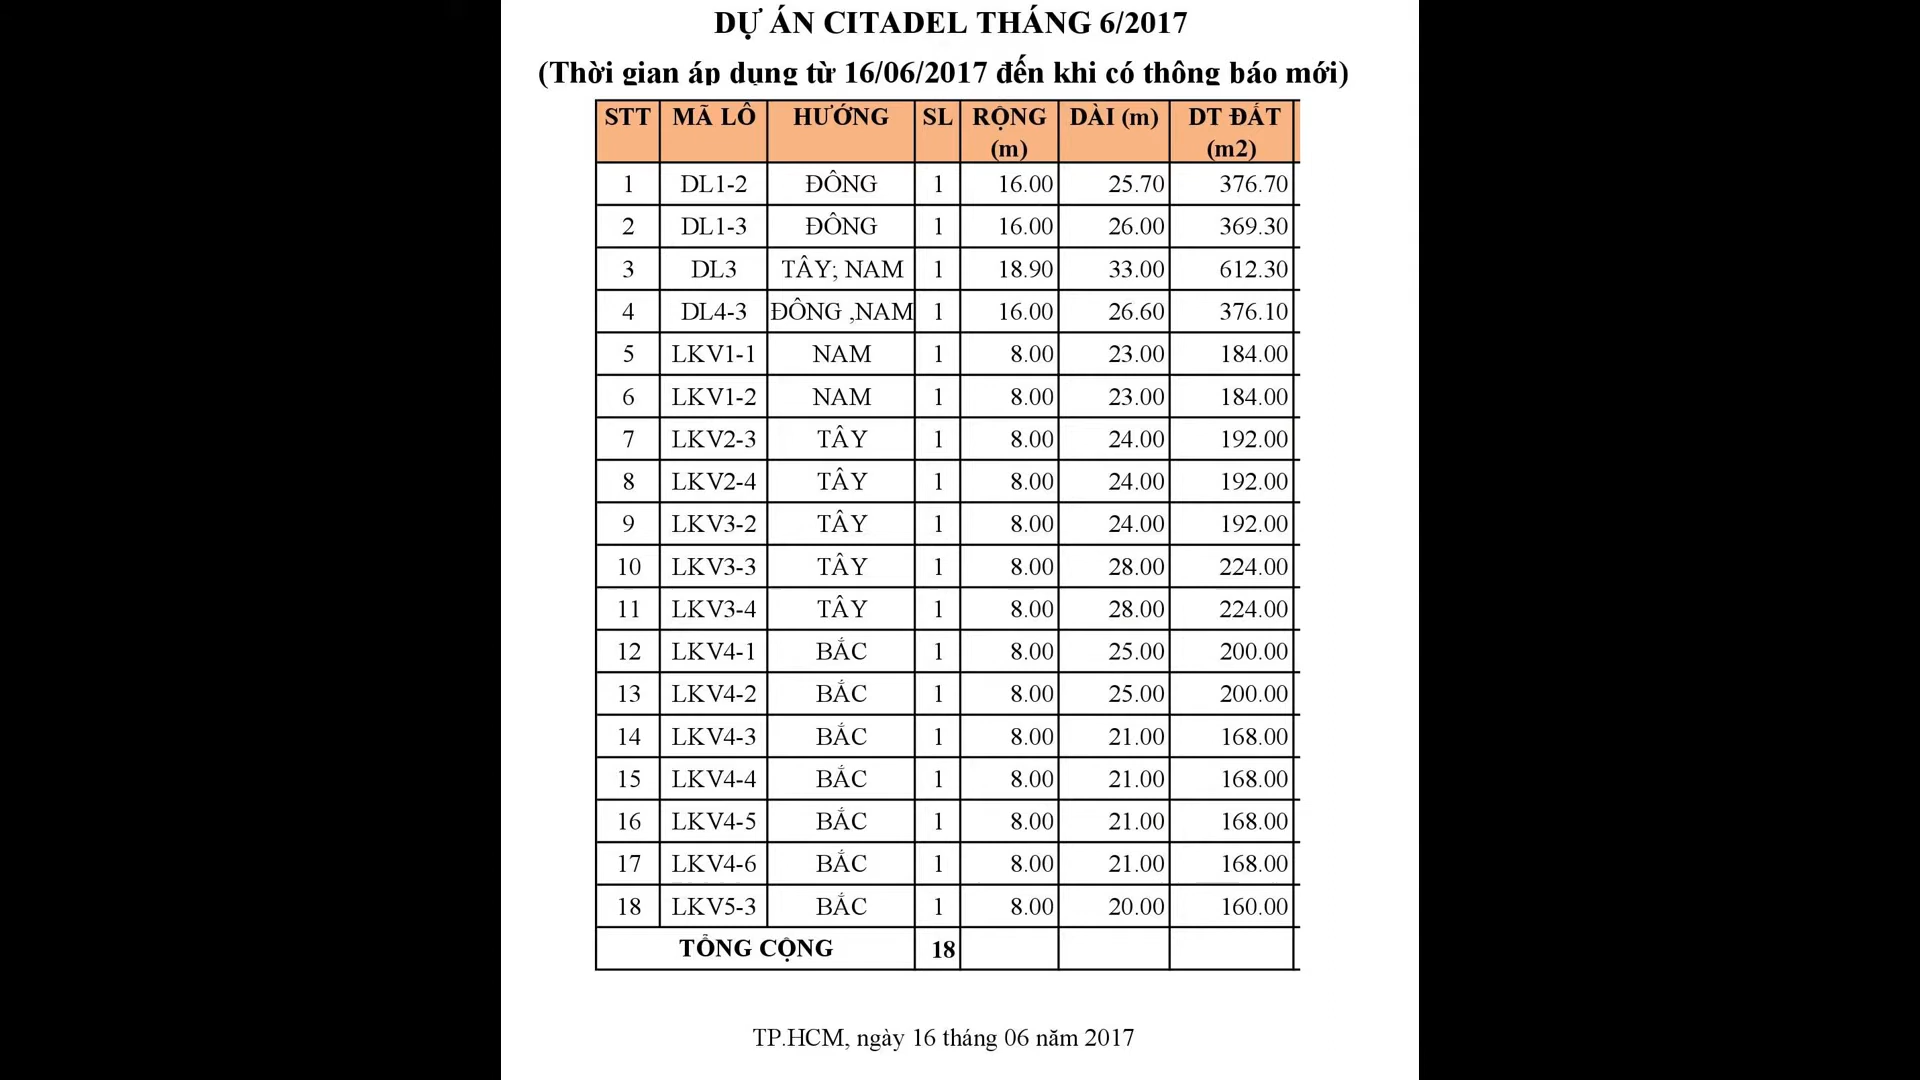 DỰ ÁN CITADEL THÁNG 6/2017
(Thời gian áp dụng từ 16/06/2017 đến khi có thông báo mới)
STT MÃ LÔ HƯỚNG SL RỘNG (m) DÀI (m) DT ĐẤT (m2)
1 DL1-2 ĐÔNG 1 16.00 25.70 376.70
2 DL1-3 ĐÔNG 1 16.00 26.00 369.30
3 DL3 TÂY; NAM 1 18.90 33.00 612.30
4 DL4-3 ĐÔNG ,NAM 1 16.00 26.60 376.10
5 LKV1-1 NAM 1 8.00 23.00 184.00
6 LKV1-2 NAM 1 8.00 23.00 184.00
7 LKV2-3 TÂY 1 8.00 24.00 192.00
8 LKV2-4 TÂY 1 8.00 24.00 192.00
9 LKV3-2 TÂY 1 8.00 24.00 192.00
10 LKV3-3 TÂY 1 8.00 28.00 224.00
11 LKV3-4 TÂY 1 8.00 28.00 224.00
12 LKV4-1 BẮC 1 8.00 25.00 200.00
13 LKV4-2 BẮC 1 8.00 25.00 200.00
14 LKV4-3 BẮC 1 8.00 21.00 168.00
15 LKV4-4 BẮC 1 8.00 21.00 168.00
16 LKV4-5 BẮC 1 8.00 21.00 168.00
17 LKV4-6 BẮC 1 8.00 21.00 168.00
18 LKV5-3 BẮC 1 8.00 20.00 160.00
TỔNG CỘNG 18
TP.HCM, ngày 16 tháng 06 năm 2017